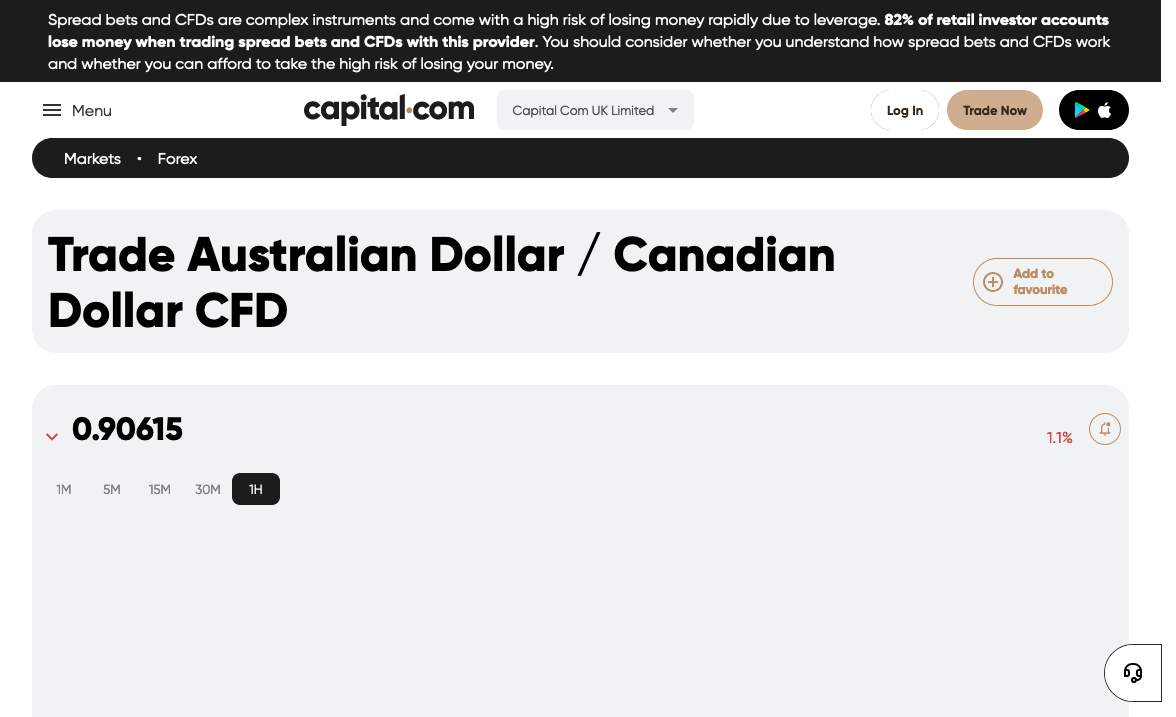 Spread bets and CFDs are complex instruments and come with a high risk of losing money rapidly due to leverage. 82% of retail investor accounts
lose money when trading spread bets and CFDs with this provider. You should consider whether you understand how spread bets and CFDs work
and whether you can afford to take the high risk of losing your money.
Menu
capital.com
Capital Com UK Limited
Log In
Trade Now
Markets • Forex
Trade Australian Dollar / Canadian
Dollar CFD
Add to
favourite
0.90615
1.1%
1M 5M 15M 30M 1H